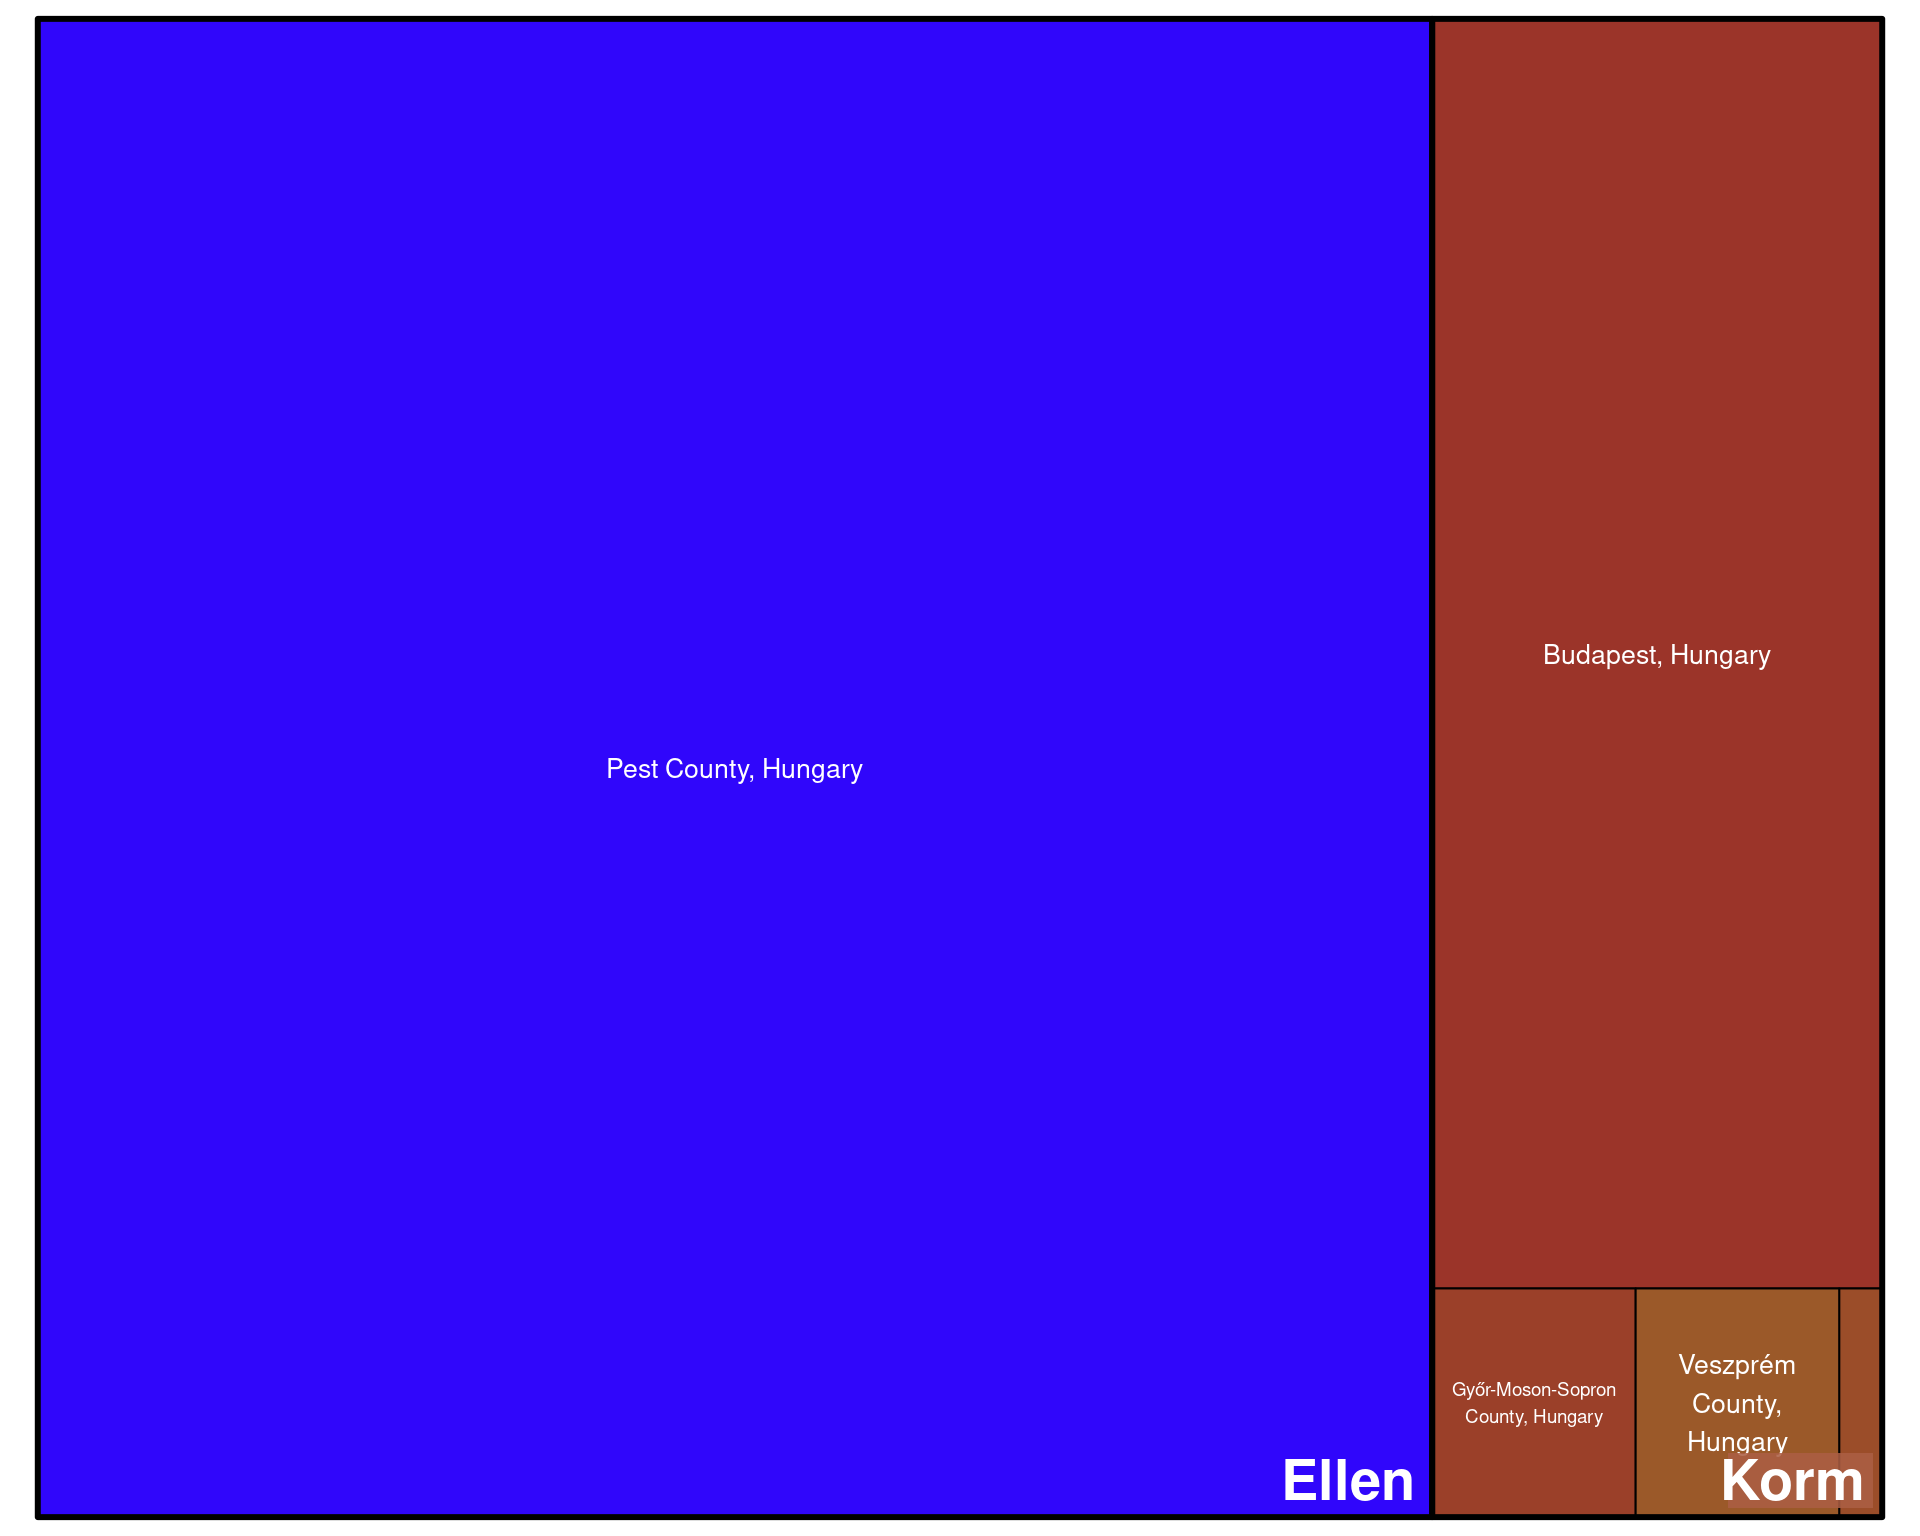 Budapest, Hungary
Pest County, Hungary
Győr-Moson-Sopron
County, Hungary
Veszprém
County,
Hungary
Ellen
Korm